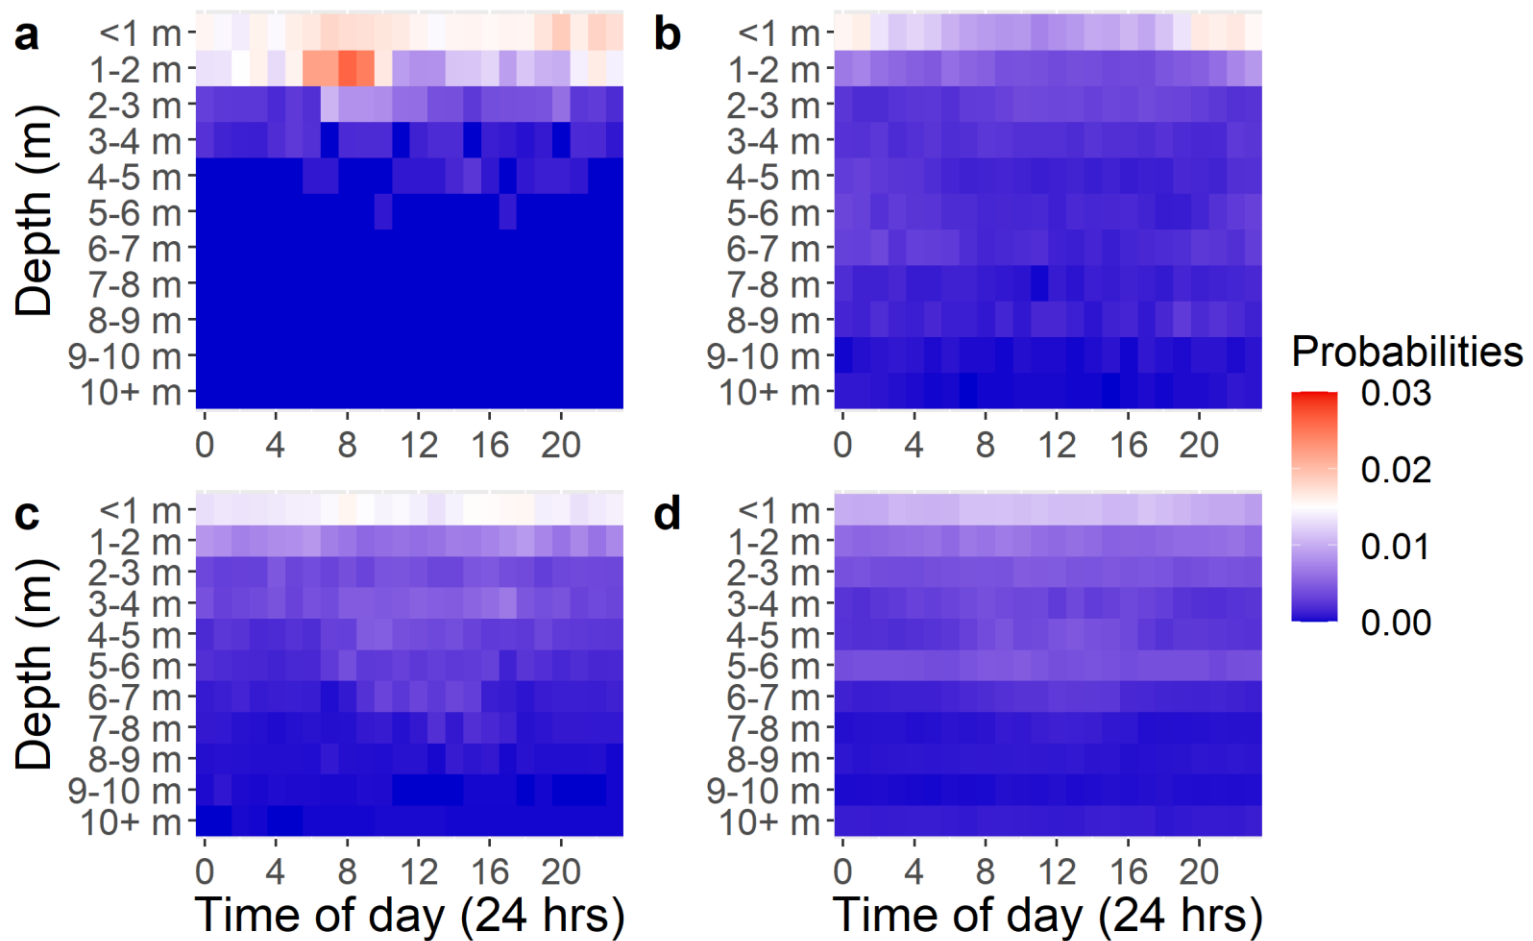 a
<1 m
1-2 m
2-3 m
3-4 m
4-5 m
5-6 m
6-7 m
7-8 m
8-9 m
9-10 m
10+ m
Depth (m)
0 4 8 12 16 20
b
<1 m
1-2 m
2-3 m
3-4 m
4-5 m
5-6 m
6-7 m
7-8 m
8-9 m
9-10 m
10+ m
0 4 8 12 16 20
Probabilities
0.03
0.02
0.01
0.00
c
<1 m
1-2 m
2-3 m
3-4 m
4-5 m
5-6 m
6-7 m
7-8 m
8-9 m
9-10 m
10+ m
Depth (m)
0 4 8 12 16 20
Time of day (24 hrs)
d
<1 m
1-2 m
2-3 m
3-4 m
4-5 m
5-6 m
6-7 m
7-8 m
8-9 m
9-10 m
10+ m
0 4 8 12 16 20
Time of day (24 hrs)